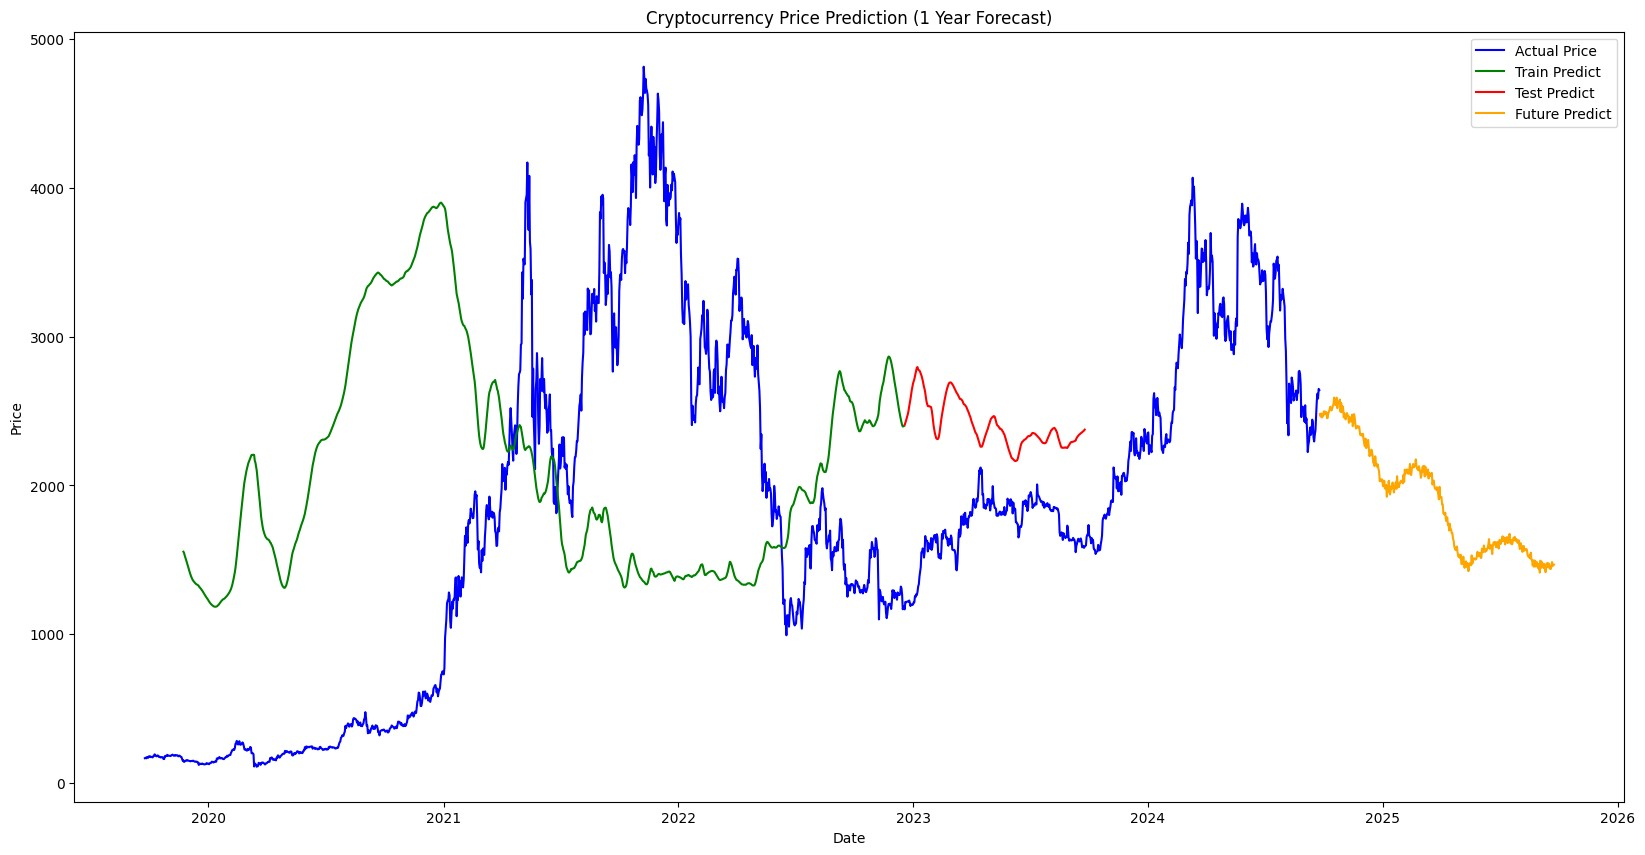 Cryptocurrency Price Prediction (1 Year Forecast)
Actual Price
Train Predict
Test Predict
Future Predict
Price
5000
4000
3000
2000
1000
0
2020 2021 2022 2023 2024 2025 2026
Date